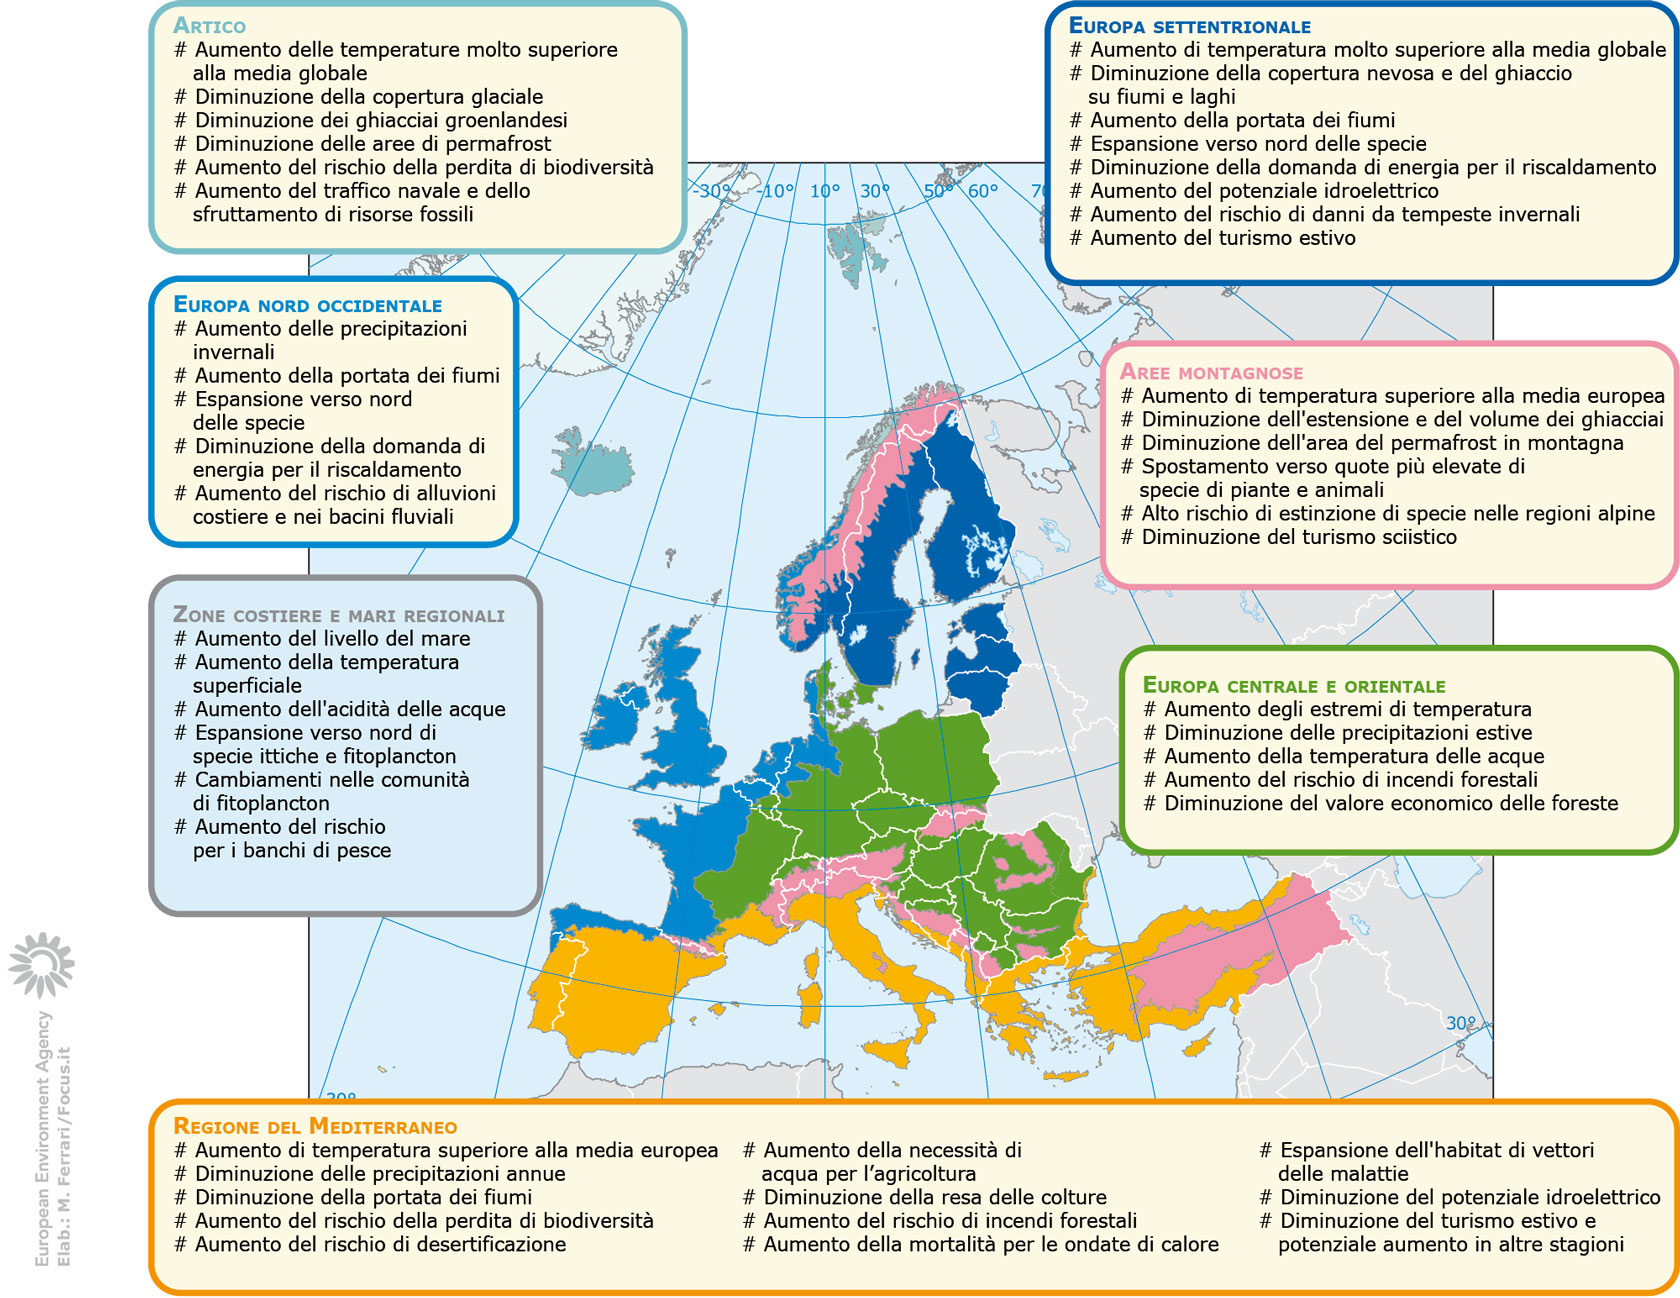 Artico
# Aumento delle temperature molto superiore
alla media globale
# Diminuzione della copertura glaciale
# Diminuzione dei ghiacciai groenlandesi
# Diminuzione delle aree di permafrost
# Aumento del rischio della perdita di biodiversità
# Aumento del traffico navale e dello
sfruttamento di risorse fossili
Europa settentrionale
# Aumento di temperatura molto superiore alla media globale
# Diminuzione della copertura nevosa e del ghiaccio
su fiumi e laghi
# Aumento della portata dei fiumi
# Espansione verso nord delle specie
# Diminuzione della domanda di energia per il riscaldamento
# Aumento del potenziale idroelettrico
# Aumento del rischio di danni da tempeste invernali
# Aumento del turismo estivo
-30° -10° 10° 30° 50° 60° 70
Europa nord occidentale
# Aumento delle precipitazioni
invernali
# Aumento della portata dei fiumi
# Espansione verso nord
delle specie
# Diminuzione della domanda di
energia per il riscaldamento
# Aumento del rischio di alluvioni
costiere e nei bacini fluviali
Aree montagnose
# Aumento di temperatura superiore alla media europea
# Diminuzione dell'estensione e del volume dei ghiacciai
# Diminuzione dell'area del permafrost in montagna
# Spostamento verso quote più elevate di
specie di piante e animali
# Alto rischio di estinzione di specie nelle regioni alpine
# Diminuzione del turismo sciistico
Zone costiere e mari regionali
# Aumento del livello del mare
# Aumento della temperatura
superficiale
# Aumento dell'acidità delle acque
# Espansione verso nord di
specie ittiche e fitoplancton
# Cambiamenti nelle comunità
di fitoplancton
# Aumento del rischio
per i banchi di pesce
Europa centrale e orientale
# Aumento degli estremi di temperatura
# Diminuzione delle precipitazioni estive
# Aumento della temperatura delle acque
# Aumento del rischio di incendi forestali
# Diminuzione del valore economico delle foreste
30°
30°
Regione del Mediterraneo
# Aumento di temperatura superiore alla media europea
# Diminuzione delle precipitazioni annue
# Diminuzione della portata dei fiumi
# Aumento del rischio della perdita di biodiversità
# Aumento del rischio di desertificazione
# Aumento della necessità di
acqua per l’agricoltura
# Diminuzione della resa delle colture
# Aumento del rischio di incendi forestali
# Aumento della mortalità per le ondate di calore
# Espansione dell'habitat di vettori
delle malattie
# Diminuzione del potenziale idroelettrico
# Diminuzione del turismo estivo e
potenziale aumento in altre stagioni
European Environment Agency
Elab.: M. Ferrari/Focus.it